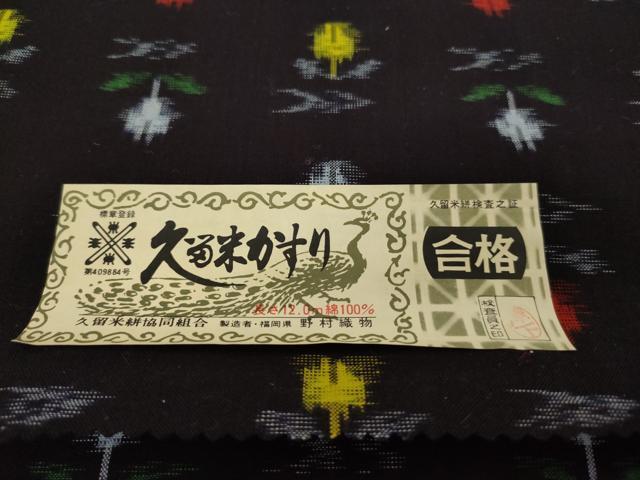 標章登録
第409884号
久留米かすり
長さ12.0m綿100%
久留米絣協同組合 製造者・福岡県 野村織物
久留米絣検査之証
合格
検査員之印